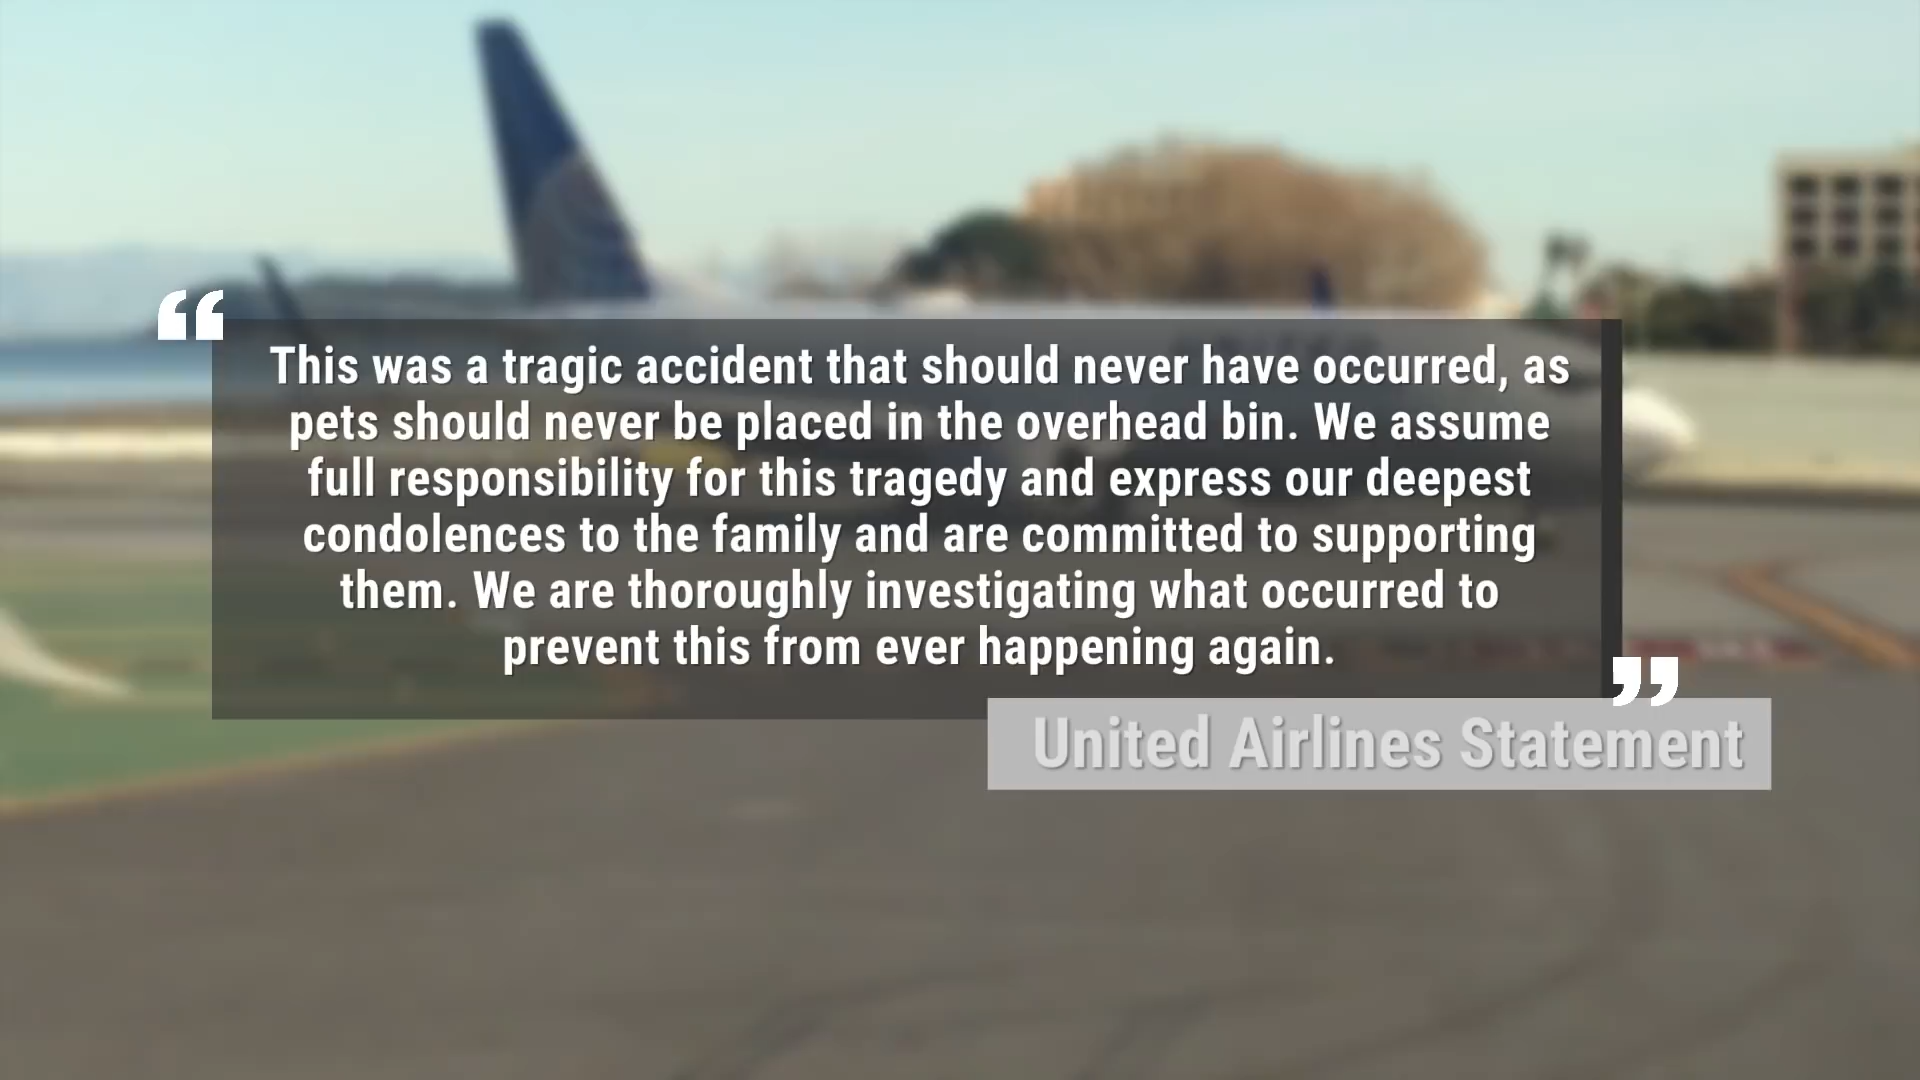 “
This was a tragic accident that should never have occurred, as
pets should never be placed in the overhead bin. We assume
full responsibility for this tragedy and express our deepest
condolences to the family and are committed to supporting
them. We are thoroughly investigating what occurred to
prevent this from ever happening again.
”
United Airlines Statement